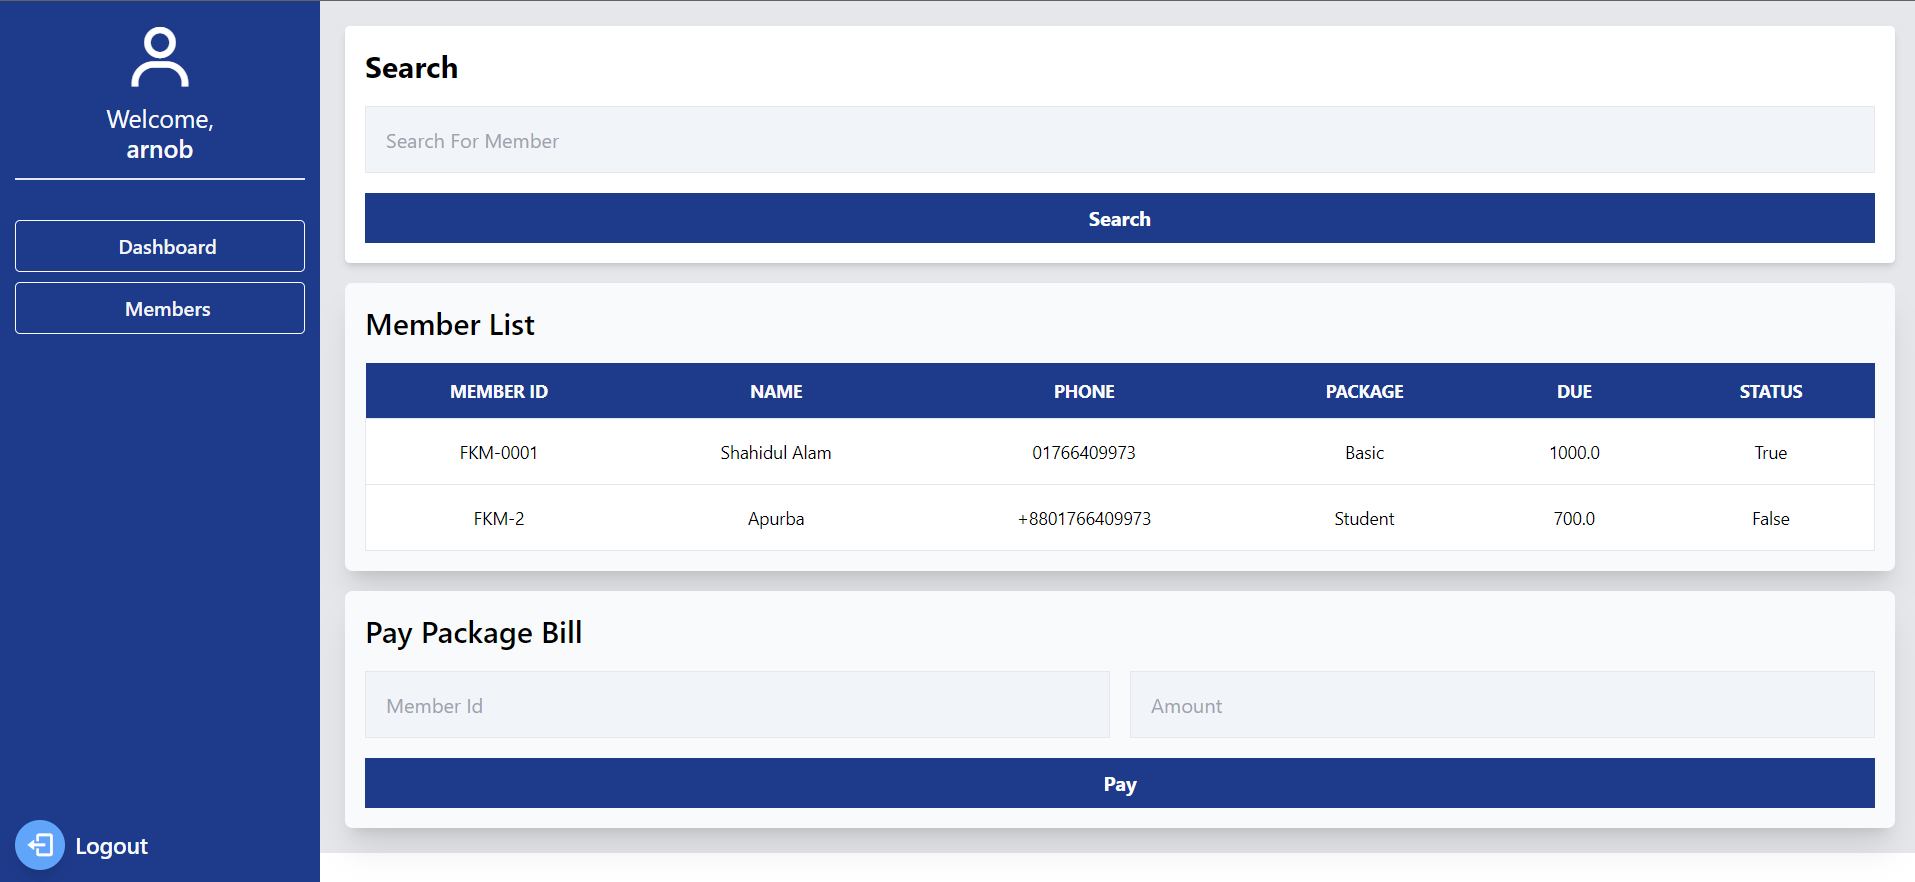 Welcome,
arnob
Dashboard
Members
Logout
Search
Search For Member
Search
Member List
MEMBER ID NAME PHONE PACKAGE DUE STATUS
FKM-0001 Shahidul Alam 01766409973 Basic 1000.0 True
FKM-2 Apurba +8801766409973 Student 700.0 False
Pay Package Bill
Member Id Amount
Pay